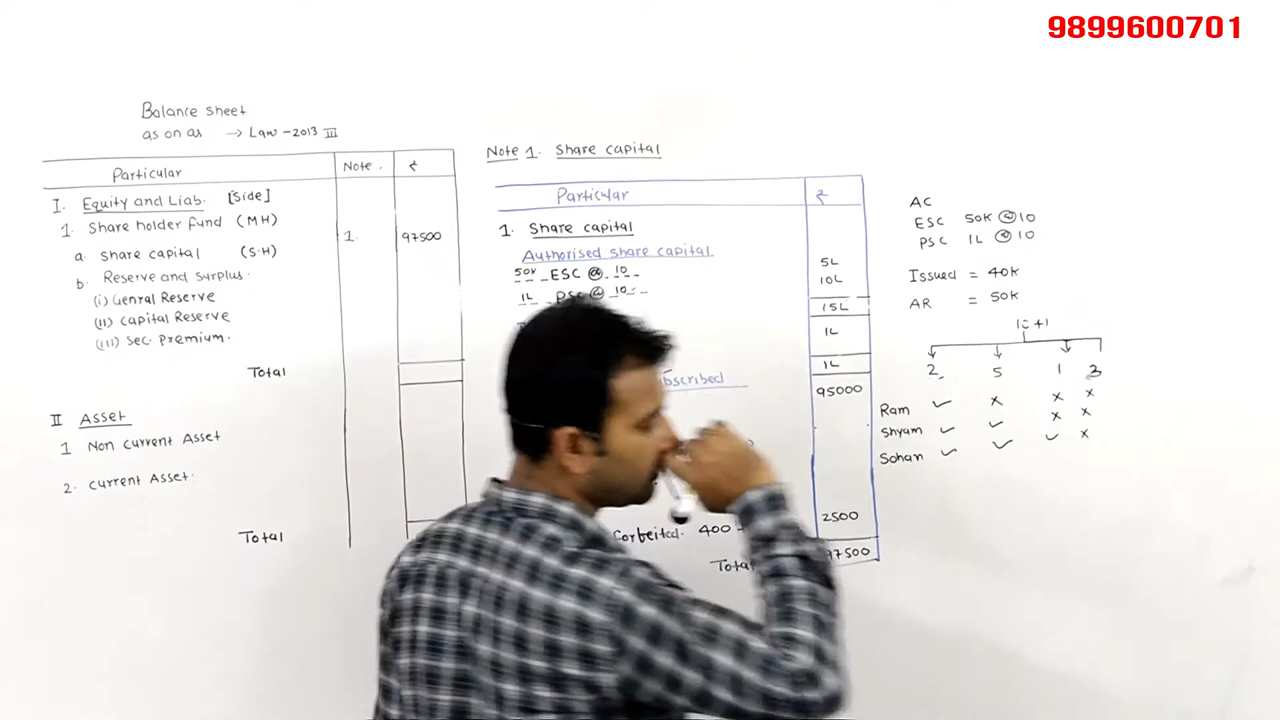 9899600701
Balance sheet
as on as → Law -2013 III
Particular Note. ₹
I. Equity and Liab. [Side]
1. Share holder fund (MH)
a. share capital (S.H) 1. 97500
b. Reserve and surplus.
(i) Genral Reserve
(ii) capital Reserve
(iii) Sec. Premium.
Total
II Asset
1 Non current Asset
2. current Asset.
Total
Note 1. Share capital
Particular ₹
1. Share capital
Authorised share capital
50K ESC @ 10 5L
1L PSC @ 10 10L
15L
1L
1L
95000
2500
400
Total 97500
AC
ESC 50K @ 10
PSC 1L @ 10
Issued = 40K
AR = 50K
2 5 1 3
Ram ✓ × × ×
Shyam ✓ ✓ × ×
Sohan ✓ ✓ ✓ ×